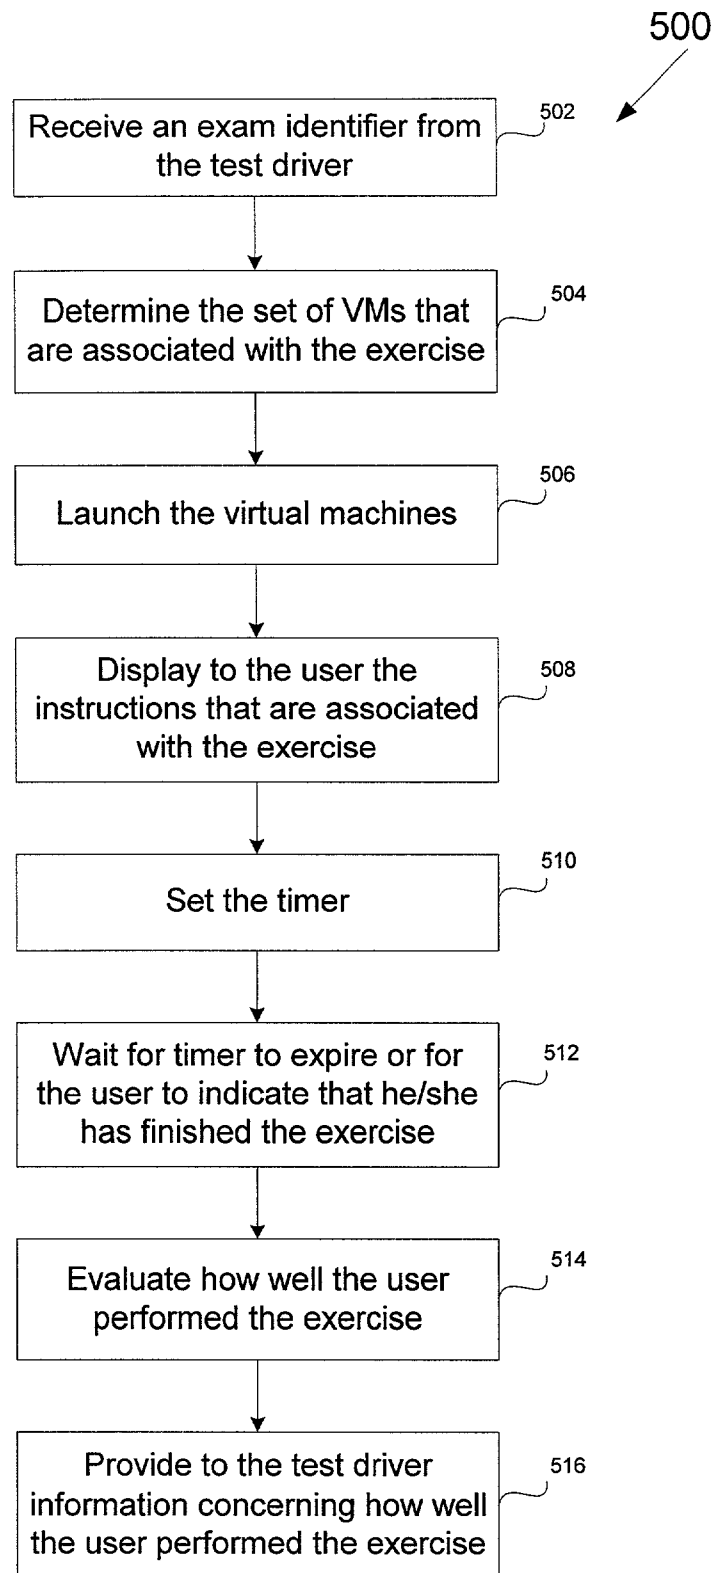 500
Receive an exam identifier from
the test driver
502
Determine the set of VMs that
are associated with the exercise
504
Launch the virtual machines
506
Display to the user the
instructions that are associated
with the exercise
508
Set the timer
510
Wait for timer to expire or for
the user to indicate that he/she
has finished the exercise
512
Evaluate how well the user
performed the exercise
514
Provide to the test driver
information concerning how well
the user performed the exercise
516